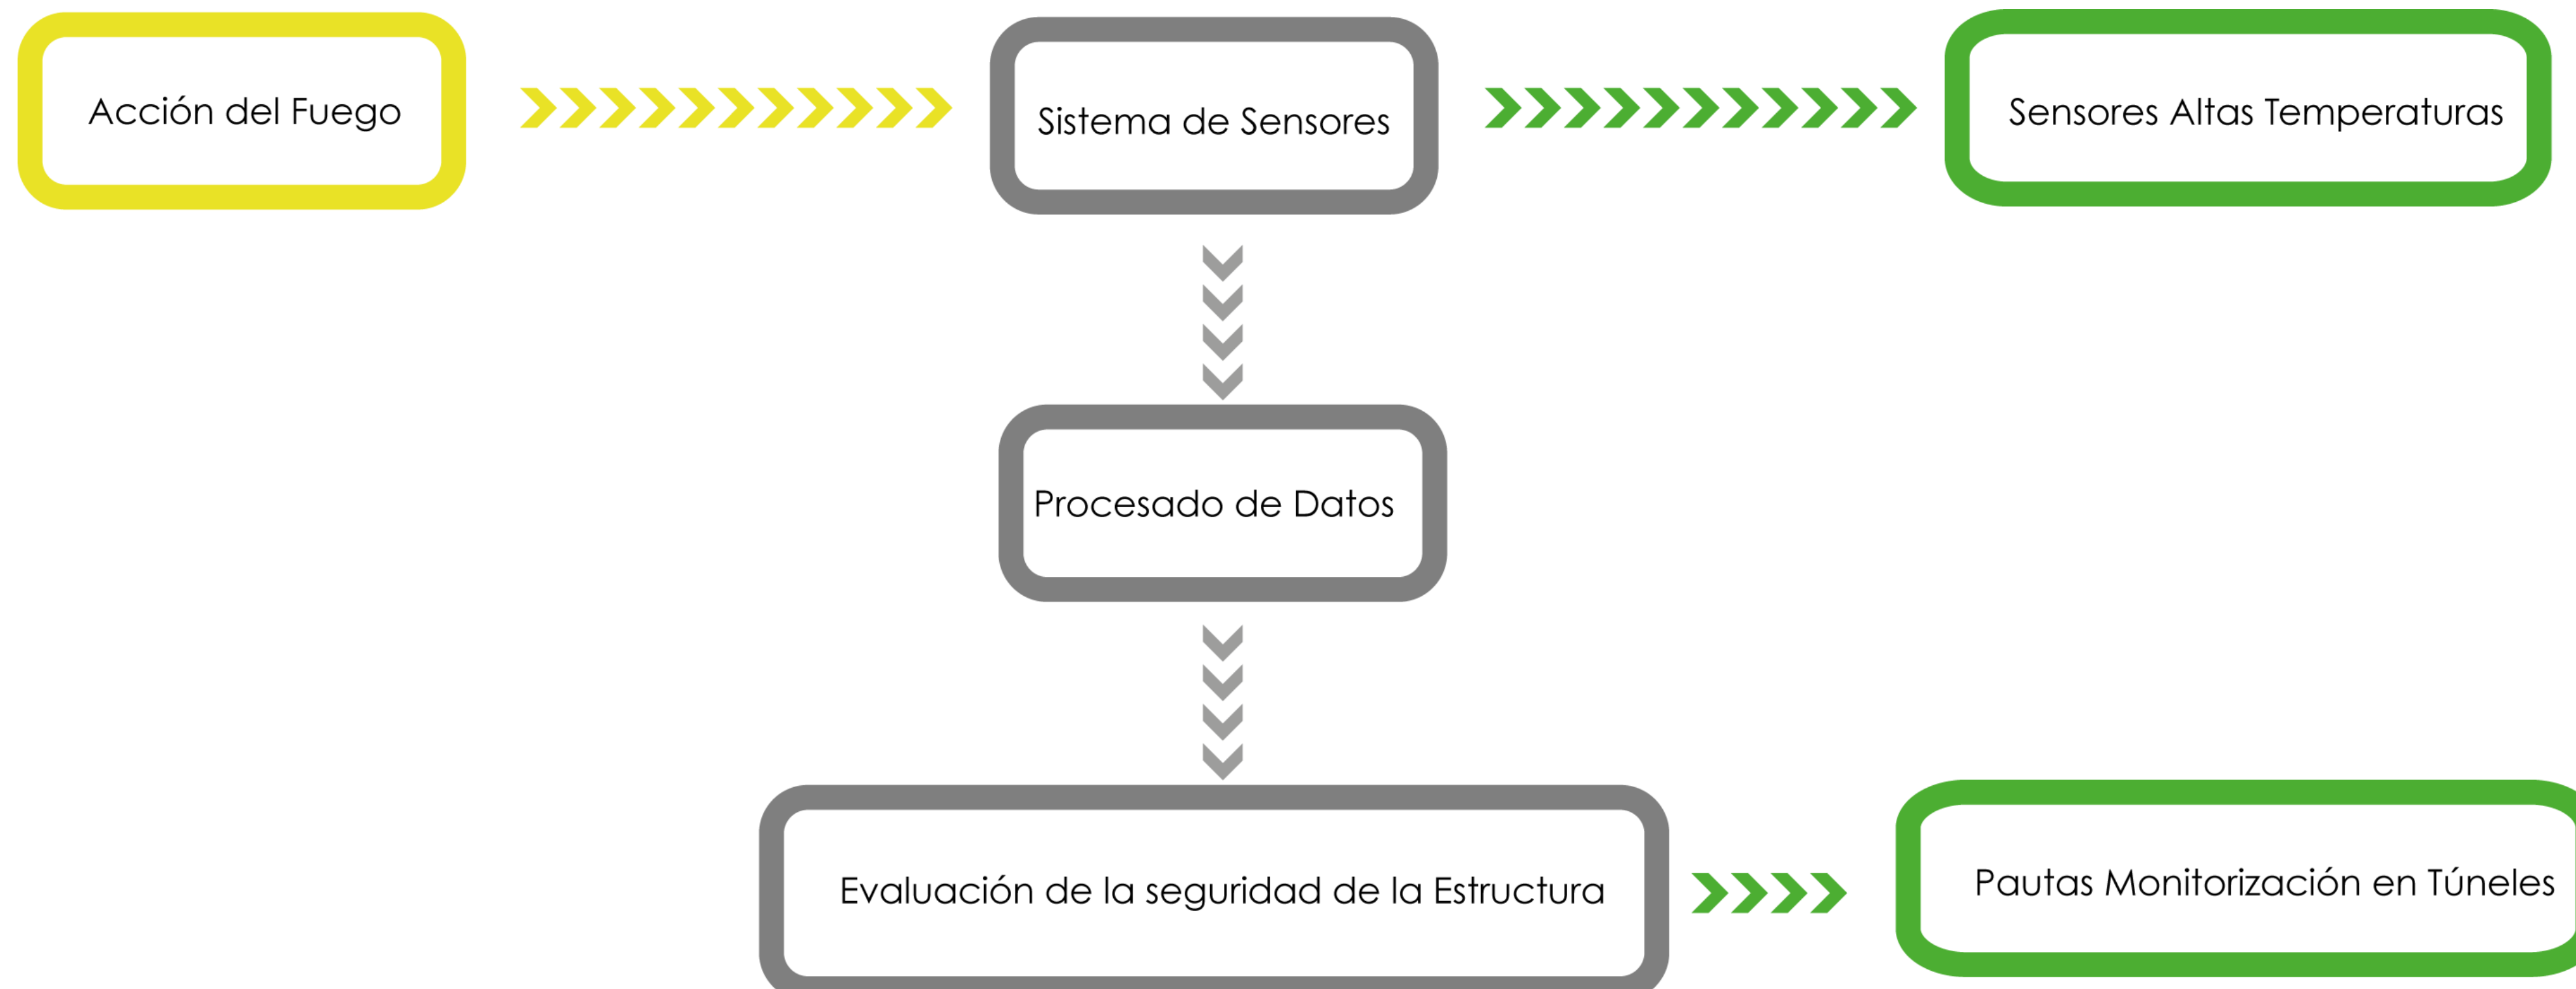 Acción del Fuego
Sistema de Sensores
Sensores Altas Temperaturas
Procesado de Datos
Evaluación de la seguridad de la Estructura
Pautas Monitorización en Túneles